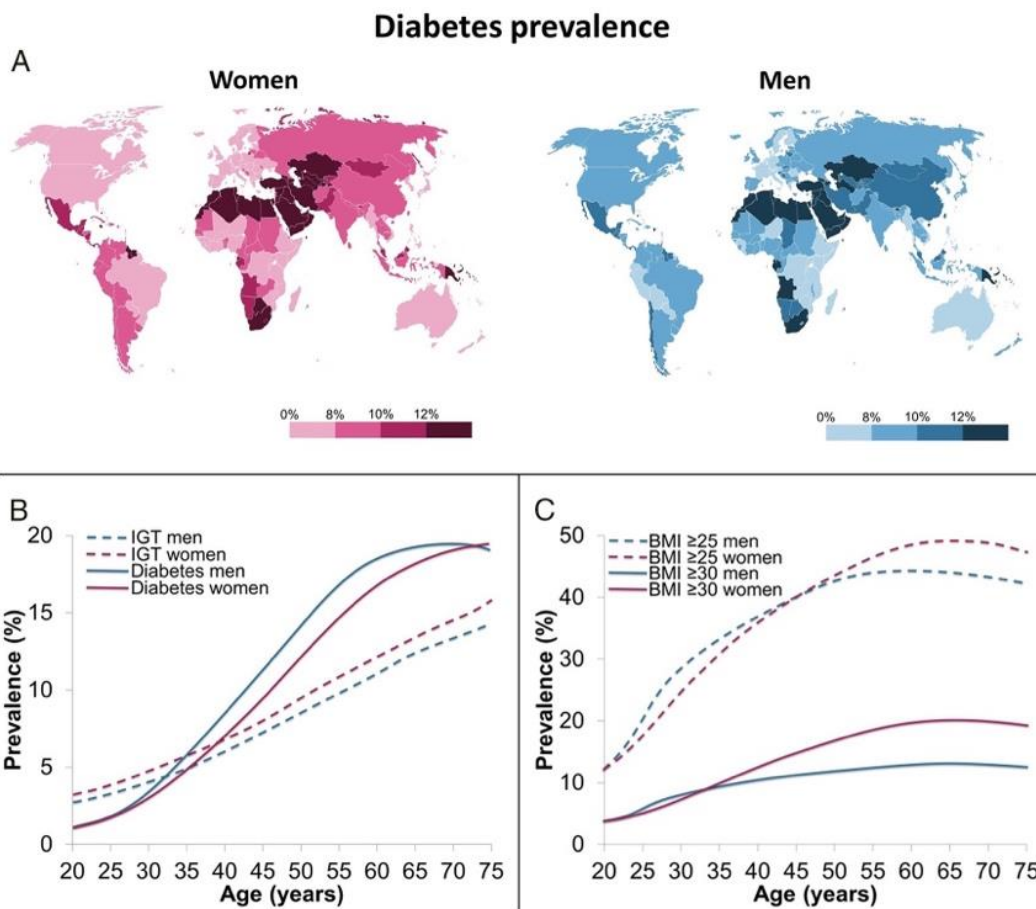 Diabetes prevalence
A
Women
Men
0% 8% 10% 12%
0% 8% 10% 12%
B
IGT men
IGT women
Diabetes men
Diabetes women
Prevalence (%)
20
15
10
5
0
20 25 30 35 40 45 50 55 60 65 70 75
Age (years)
C
BMI ≥25 men
BMI ≥25 women
BMI ≥30 men
BMI ≥30 women
Prevalence (%)
50
40
30
20
10
0
20 25 30 35 40 45 50 55 60 65 70 75
Age (years)